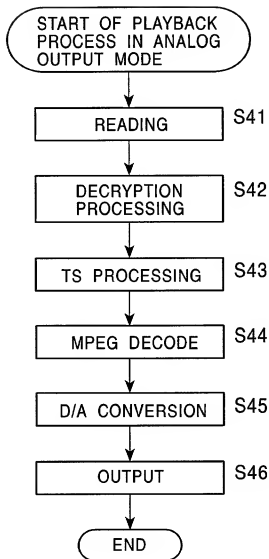 START OF PLAYBACK
PROCESS IN ANALOG
OUTPUT MODE
READING
S41
DECRYPTION
PROCESSING
S42
TS PROCESSING
S43
MPEG DECODE
S44
D/A CONVERSION
S45
OUTPUT
S46
END